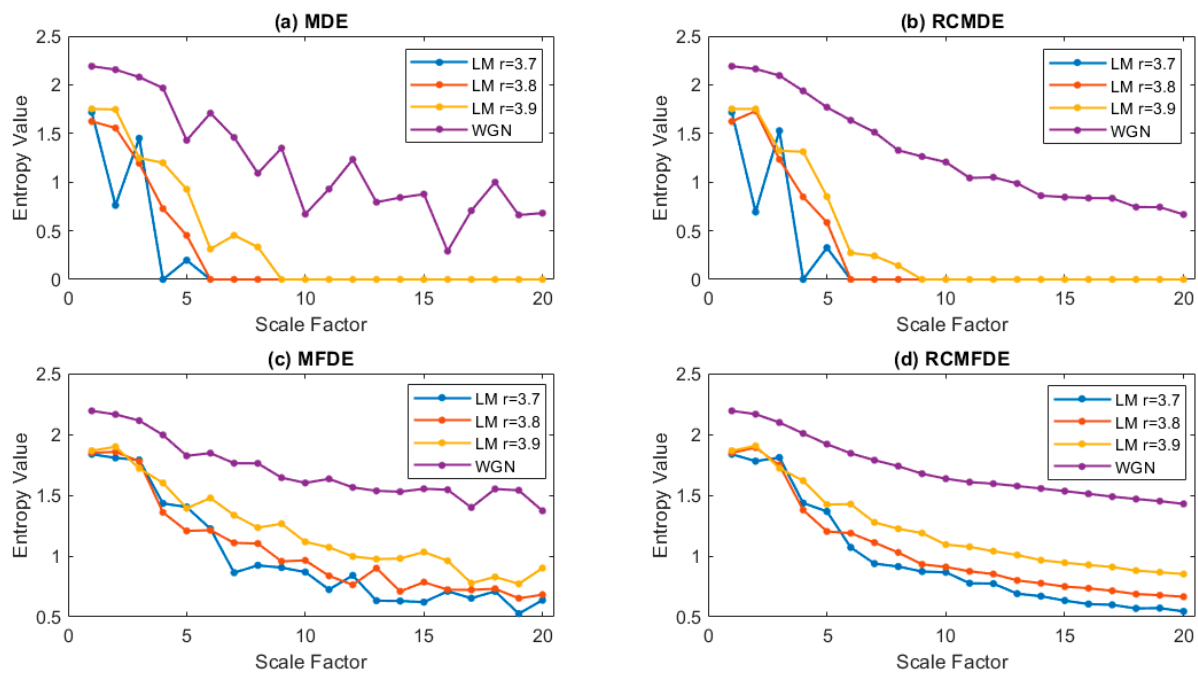 (a) MDE
2.5
2
1.5
1
0.5
0
Entropy Value
LM r=3.7
LM r=3.8
LM r=3.9
WGN
0 5 10 15 20
Scale Factor
(b) RCMDE
2.5
2
1.5
1
0.5
0
Entropy Value
LM r=3.7
LM r=3.8
LM r=3.9
WGN
0 5 10 15 20
Scale Factor
(c) MFDE
2.5
2
1.5
1
0.5
Entropy Value
LM r=3.7
LM r=3.8
LM r=3.9
WGN
0 5 10 15 20
Scale Factor
(d) RCMFDE
2.5
2
1.5
1
0.5
Entropy Value
LM r=3.7
LM r=3.8
LM r=3.9
WGN
0 5 10 15 20
Scale Factor